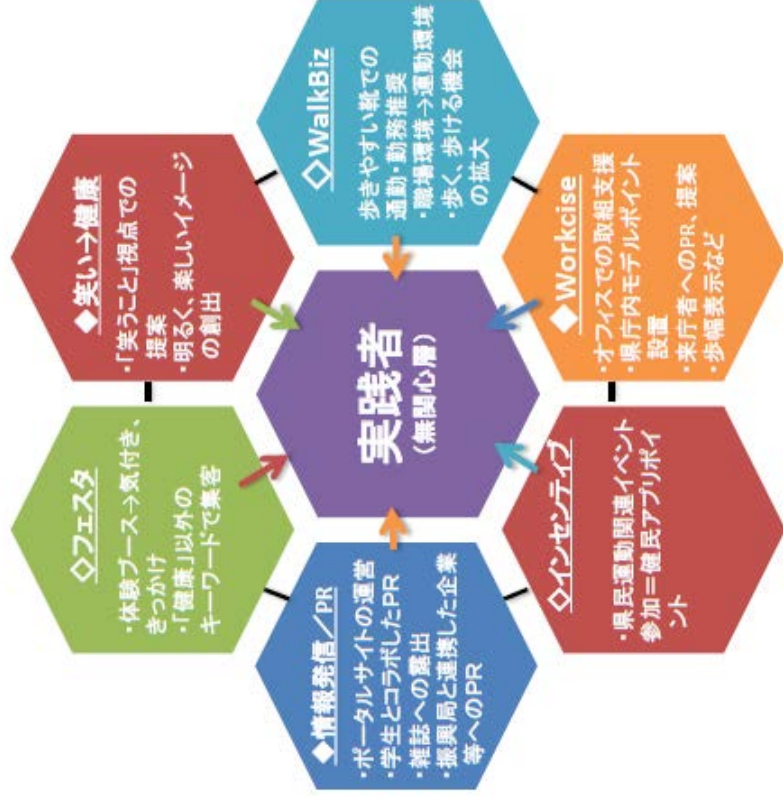 ◇フェスタ
・体験ブース→気付き、
きっかけ
・「健康」以外の
キーワードで集客
◆笑い→健康
・「笑うこと」視点での
提案
・明るく、楽しいイメージ
の創出
◆情報発信／PR
・ポータルサイトの運営
・学生とコラボしたPR
・雑誌への露出
・振興局と連携した企業
等へのPR
実践者
（無関心層）
◇WalkBiz
歩きやすい靴での
通勤・勤務推奨
・職場環境→運動環境
・歩く、歩ける機会
の拡大
◇インセンティブ
・県民運動関連イベント
参加＝健民アプリポイ
ント
◆Workcise
・オフィスでの取組支援
・県庁内モデルポイント
設置
・来庁者へのPR、提案
・歩幅表示など